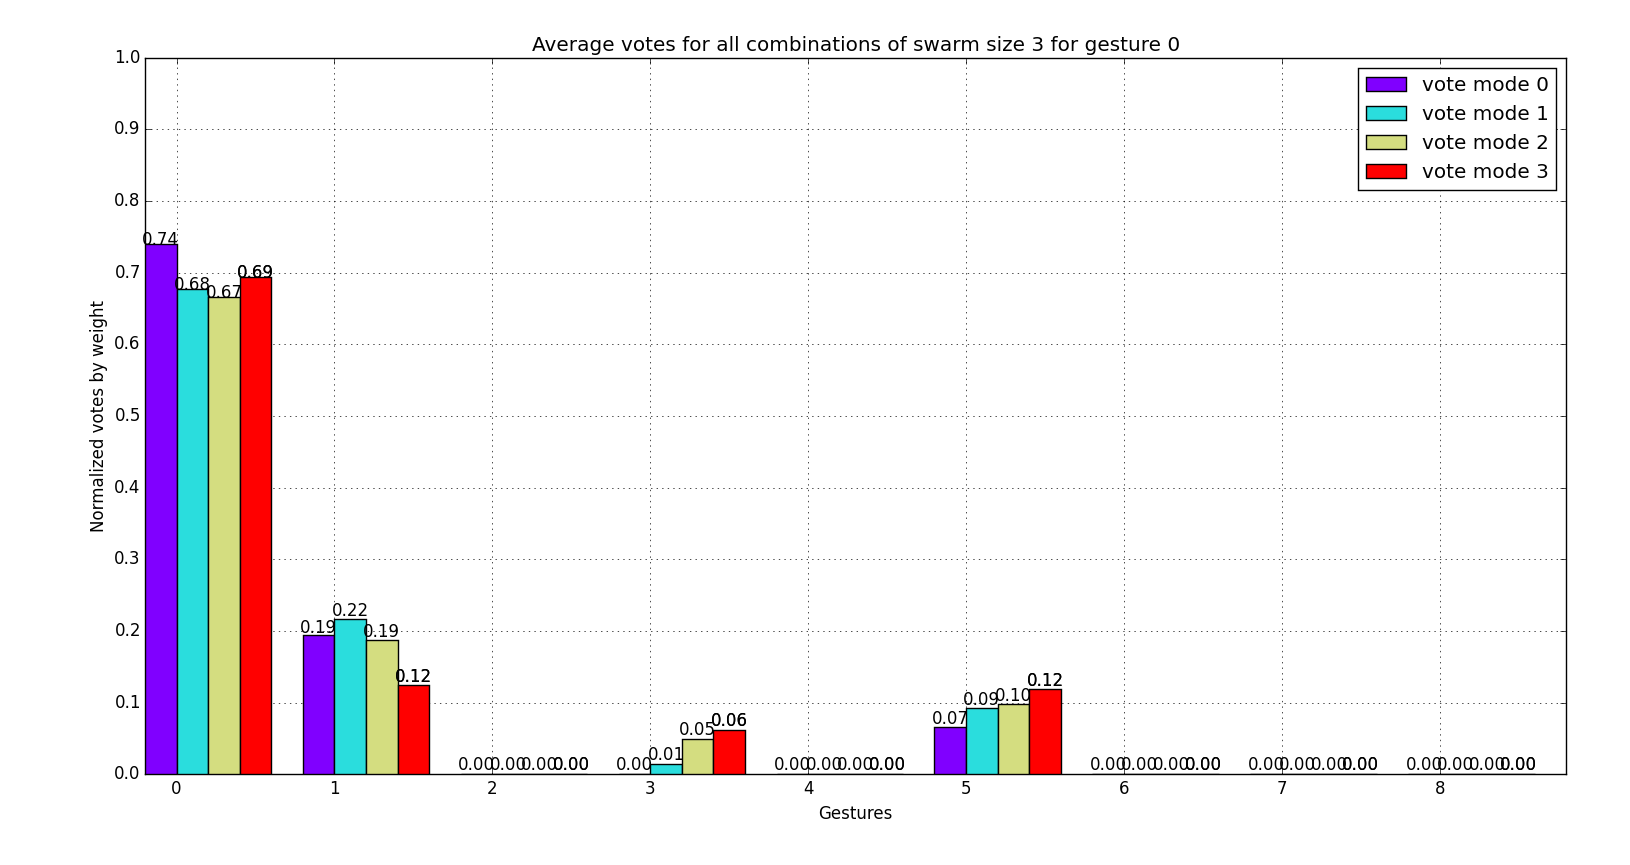 Average votes for all combinations of swarm size 3 for gesture 0
1.0
vote mode 0
vote mode 1
vote mode 2
vote mode 3
0.9
0.8
0.7
0.6
0.5
0.4
0.3
0.2
0.1
0.0
Normalized votes by weight
0.74 0.68 0.67 0.69
0.19 0.22 0.19 0.12
0.00 0.00 0.00 0.00
0.00 0.01 0.05 0.06
0.00 0.00 0.00 0.00
0.07 0.09 0.10 0.12
0.00 0.00 0.00 0.00
0.00 0.00 0.00 0.00
0.00 0.00 0.00 0.00
0 1 2 3 4 5 6 7 8
Gestures